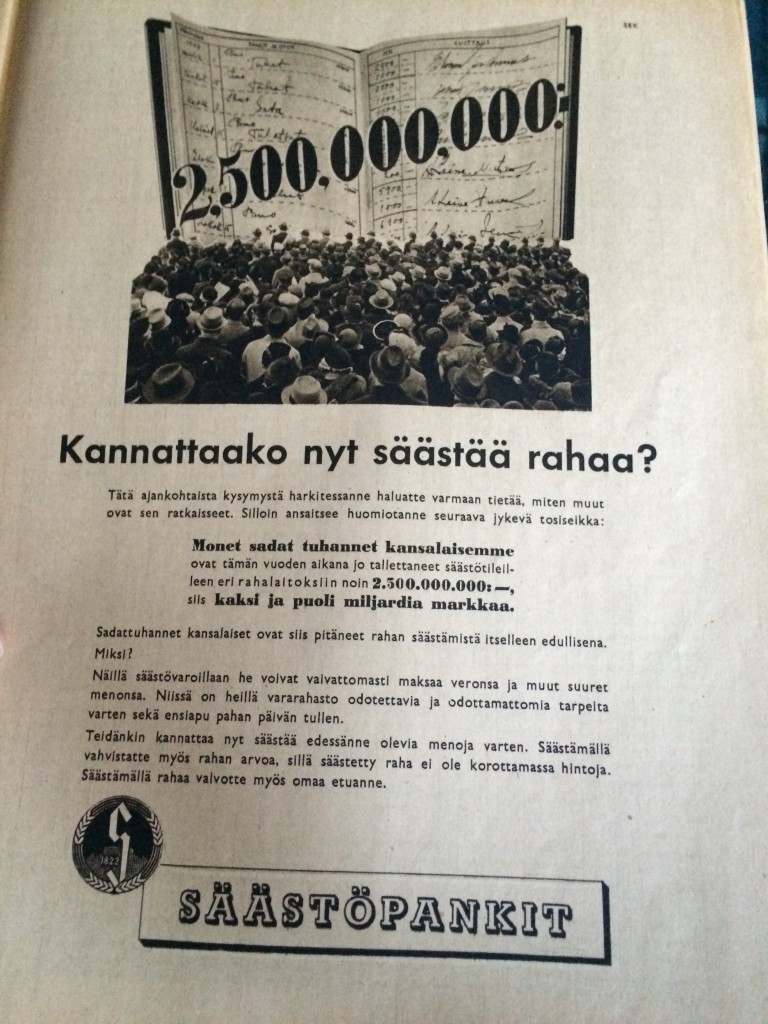 SEK
KUITTAUS
2,500,000,000:
Kannattaako nyt säästää rahaa?
Tätä ajankohtaista kysymystä harkitessanne haluatte varmaan tietää, miten muut
ovat sen ratkaisseet. Silloin ansaitsee huomiotanne seuraava jykevä tosiseikka:
Monet sadat tuhannet kansalaisemme
ovat tämän vuoden aikana jo tallettaneet säästötileil-
leen eri rahalaitoksiin noin 2.500.000.000:—,
siis kaksi ja puoli miljardia markkaa.
Sadattuhannet kansalaiset ovat siis pitäneet rahan säästämistä itselleen edullisena.
Miksi?
Näillä säästövaroillaan he voivat vaivattomasti maksaa veronsa ja muut suuret
menonsa. Niissä on heillä vararahasto odotettavia ja odottamattomia tarpeita
varten sekä ensiapu pahan päivän tullen.
Teidänkin kannattaa nyt säästää edessänne olevia menoja varten. Säästämällä
vahvistatte myös rahan arvoa, sillä säästetty raha ei ole korottamassa hintoja.
Säästämällä rahaa valvotte myös omaa etuanne.
1822
SÄÄSTÖPANKIT